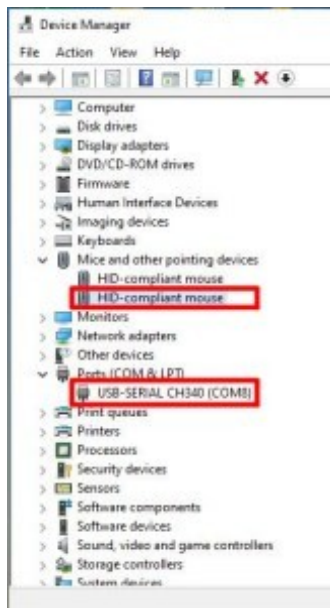 Device Manager
File Action View Help
Computer
Disk drives
Display adapters
DVD/CD-ROM drives
Firmware
Human Interface Devices
Imaging devices
Keyboards
Mice and other pointing devices
HID-compliant mouse
HID-compliant mouse
Monitors
Network adapters
Other devices
Ports (COM & LPT)
USB-SERIAL CH340 (COM8)
Print queues
Printers
Processors
Security devices
Sensors
Software components
Software devices
Sound, video and game controllers
Storage controllers
System devices